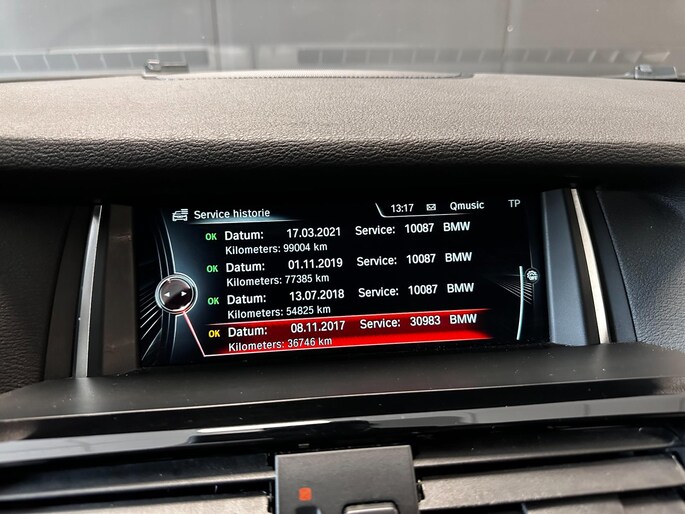 Service historie 13:17 Qmusic TP
OK Datum: 17.03.2021 Service: 10087 BMW
Kilometers: 99004 km
OK Datum: 01.11.2019 Service: 10087 BMW
Kilometers: 77385 km
OK Datum: 13.07.2018 Service: 10087 BMW
Kilometers: 54825 km
OK Datum: 08.11.2017 Service: 30983 BMW
Kilometers: 36746 km